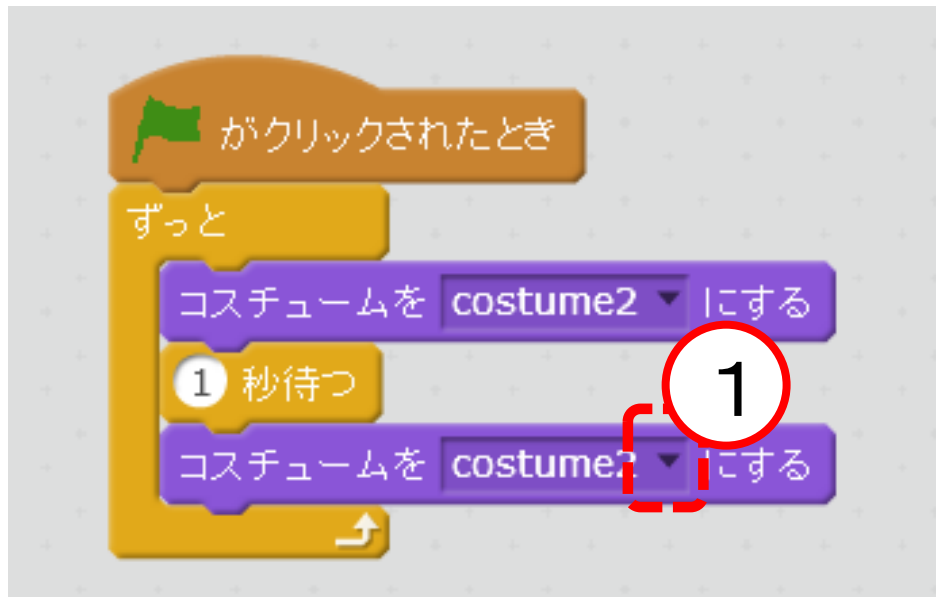 がクリックされたとき
ずっと
コスチュームを costume2 にする
1 秒待つ
1
コスチュームを costume2 にする